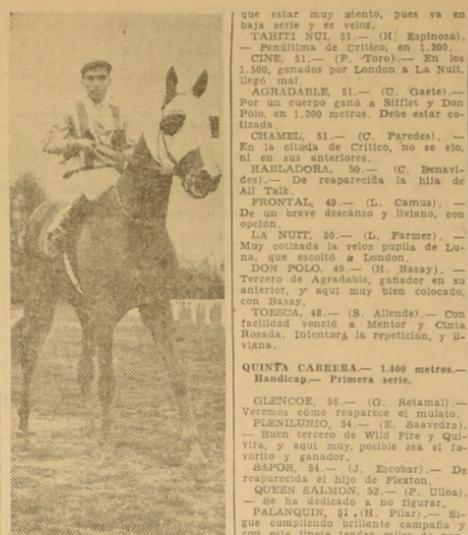 que estar muy atento, pues va en
baja serie y es veloz.
TAHITI NUI, 51.— (H. Espinosa).
— Penúltima de Crítico, en 1.200.
CINE, 51.— (F. Toro).— En los
1.500, ganados por London a La Nuit,
llegó mal.
AGRADABLE, 51.— (U. Gaete).—
Por un cuerpo ganó a Sifflet y Don
Polo, en 1.200 metros. Debe estar co-
tizada.
CHAMEL, 51.— (C. Paredes). —
En la citada de Crítico, no se vio,
ni en sus anteriores.
HABLADORA, 50.— (C. Benavi-
des).— De reaparecida la hija de
All Talk.
FRONTAL, 49.— (L. Camus). —
De un breve descanso y liviano, con
opción.
LA NUIT, 50.— (L. Farmer). —
Muy cotizada la veloz pupila de Lu-
na, que escoltó a London.
DON POLO, 49.— (H. Basay). —
Tercero de Agradable, ganador en su
anterior, y aquí muy bien colocado,
con Basay.
TOESCA, 48.— (S. Allende).— Con
facilidad venció a Mentor y Cinta
Rosada. Intentará la repetición, y li-
viana.
QUINTA CARRERA.— 1.400 metros.—
Handicap.— Primera serie.
GLENCOE, 56.— (G. Retamal).—
Veremos cómo reaparece el mulato.
PLENILUNIO, 54.— (E. Saavedra).
— Buen tercero de Wild Fire y Qui-
vira, y aquí muy posible sea el fa-
vorito y ganador.
SAPOR, 54.— (J. Escobar).— De
reaparecida el hijo de Flexton.
QUEEN SALMON, 52.— (P. Ulloa).
— Se ha dedicado a no figurar.
PALANQUIN, 51.(H. Pilar).— Si-
gue cumpliendo brillante campaña y
con este